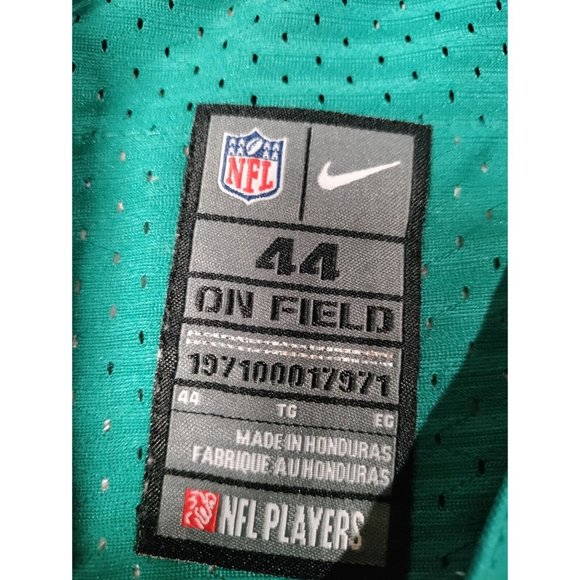 NFL
44
ON FIELD
197100017971
44 TG EG
MADE IN HONDURAS
FABRIQUE AU HONDURAS
NFL PLAYERS